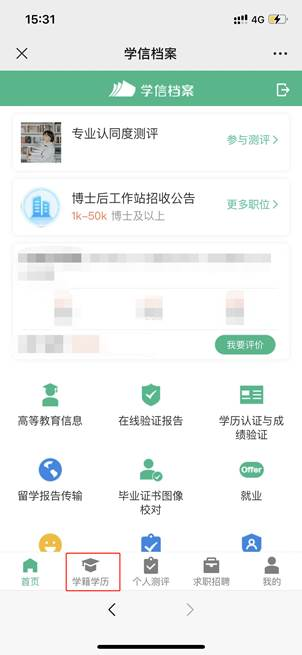 15:31
4G
学信档案
学信档案
专业认同度测评
参与测评
博士后工作站招收公告
1k-50k 博士及以上
更多职位
我要评价
高等教育信息
在线验证报告
学历认证与成
绩验证
留学报告传输
毕业证书图像
校对
Offer
就业
首页
学籍学历
个人测评
求职招聘
我的